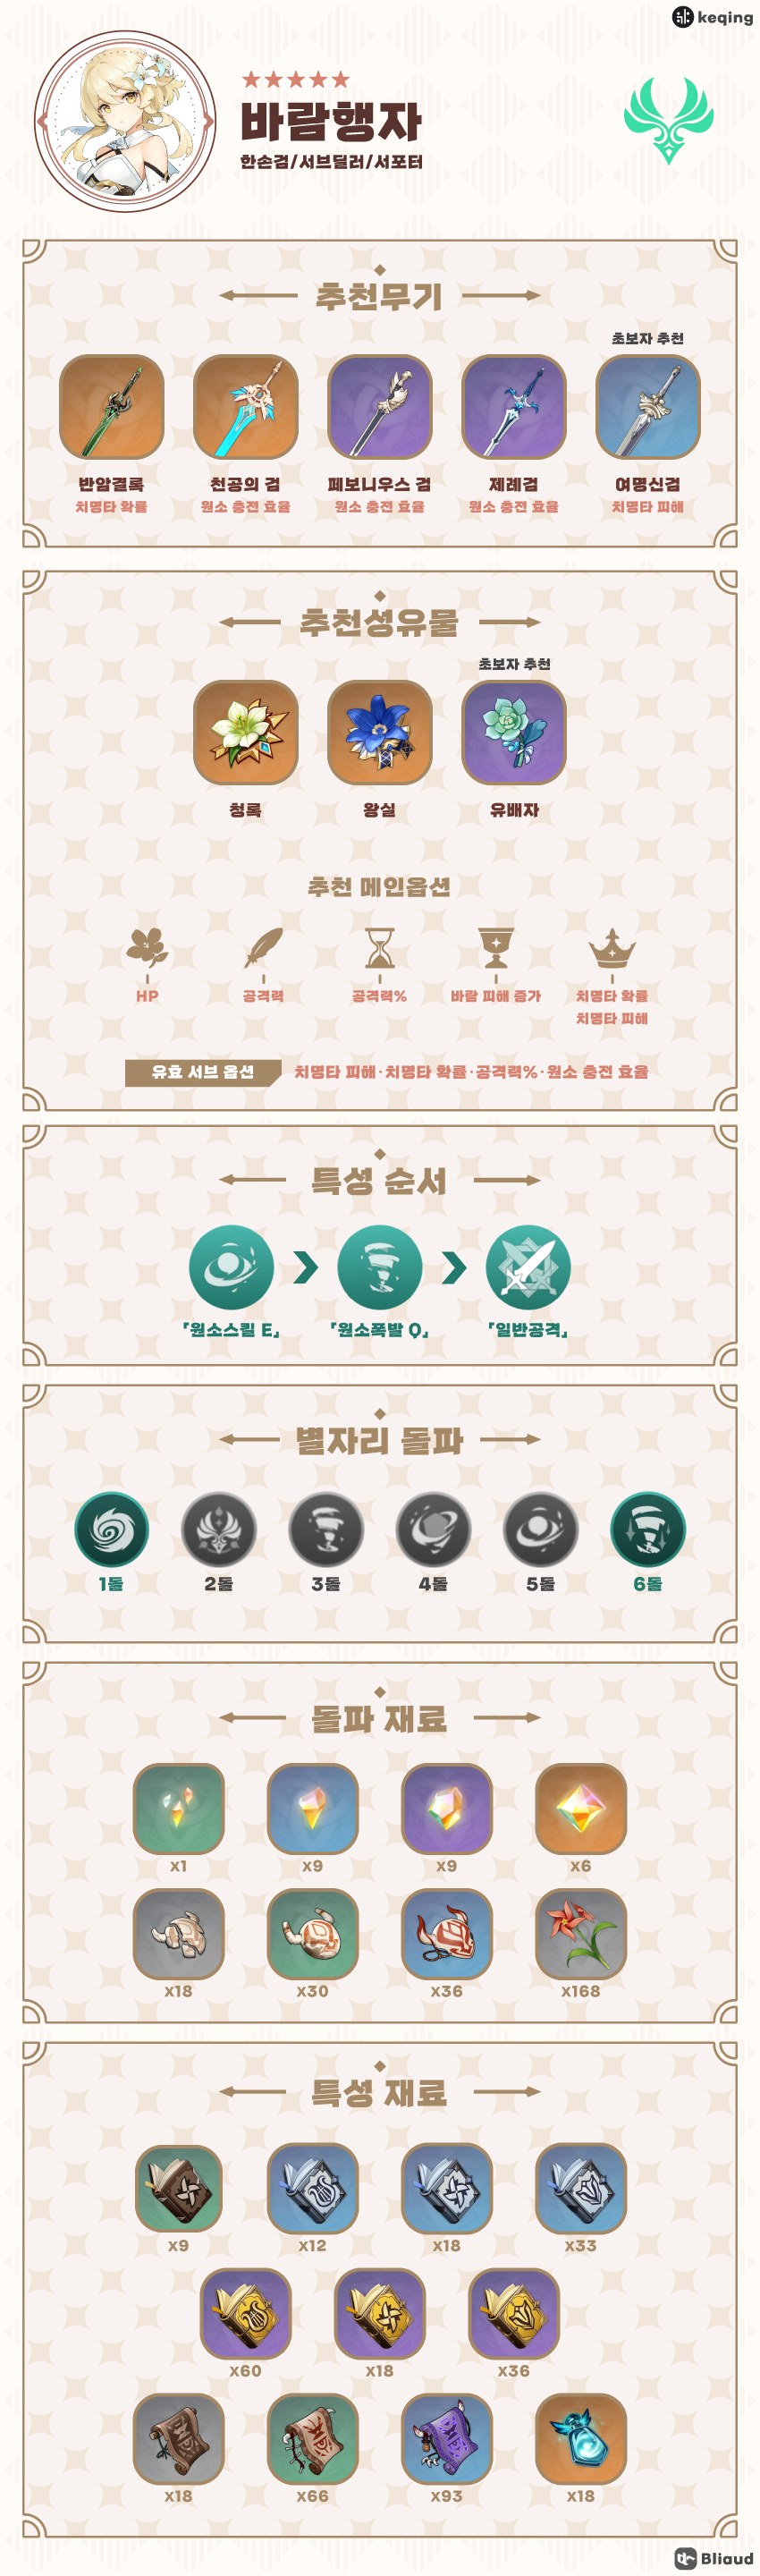 keqing
바람행자
한손검/서브딜러/서포터
추천무기
초보자 추천
반암결록
천공의 검
페보니우스 검
제례검
여명신검
치명타 확률
원소 충전 효율
원소 충전 효율
원소 충전 효율
치명타 피해
추천성유물
초보자 추천
청록
왕실
유배자
추천 메인옵션
HP
공격력
공격력%
바람 피해 증가
치명타 확률
치명타 피해
유효 서브 옵션
치명타 피해·치명타 확률·공격력%·원소 충전 효율
특성 순서
「원소스킬 E」
「원소폭발 Q」
「일반공격」
별자리 돌파
1돌
2돌
3돌
4돌
5돌
6돌
돌파 재료
x1
x9
x9
x6
x18
x30
x36
x168
특성 재료
x9
x12
x18
x33
x60
x18
x36
x18
x66
x93
x18
Bliaud